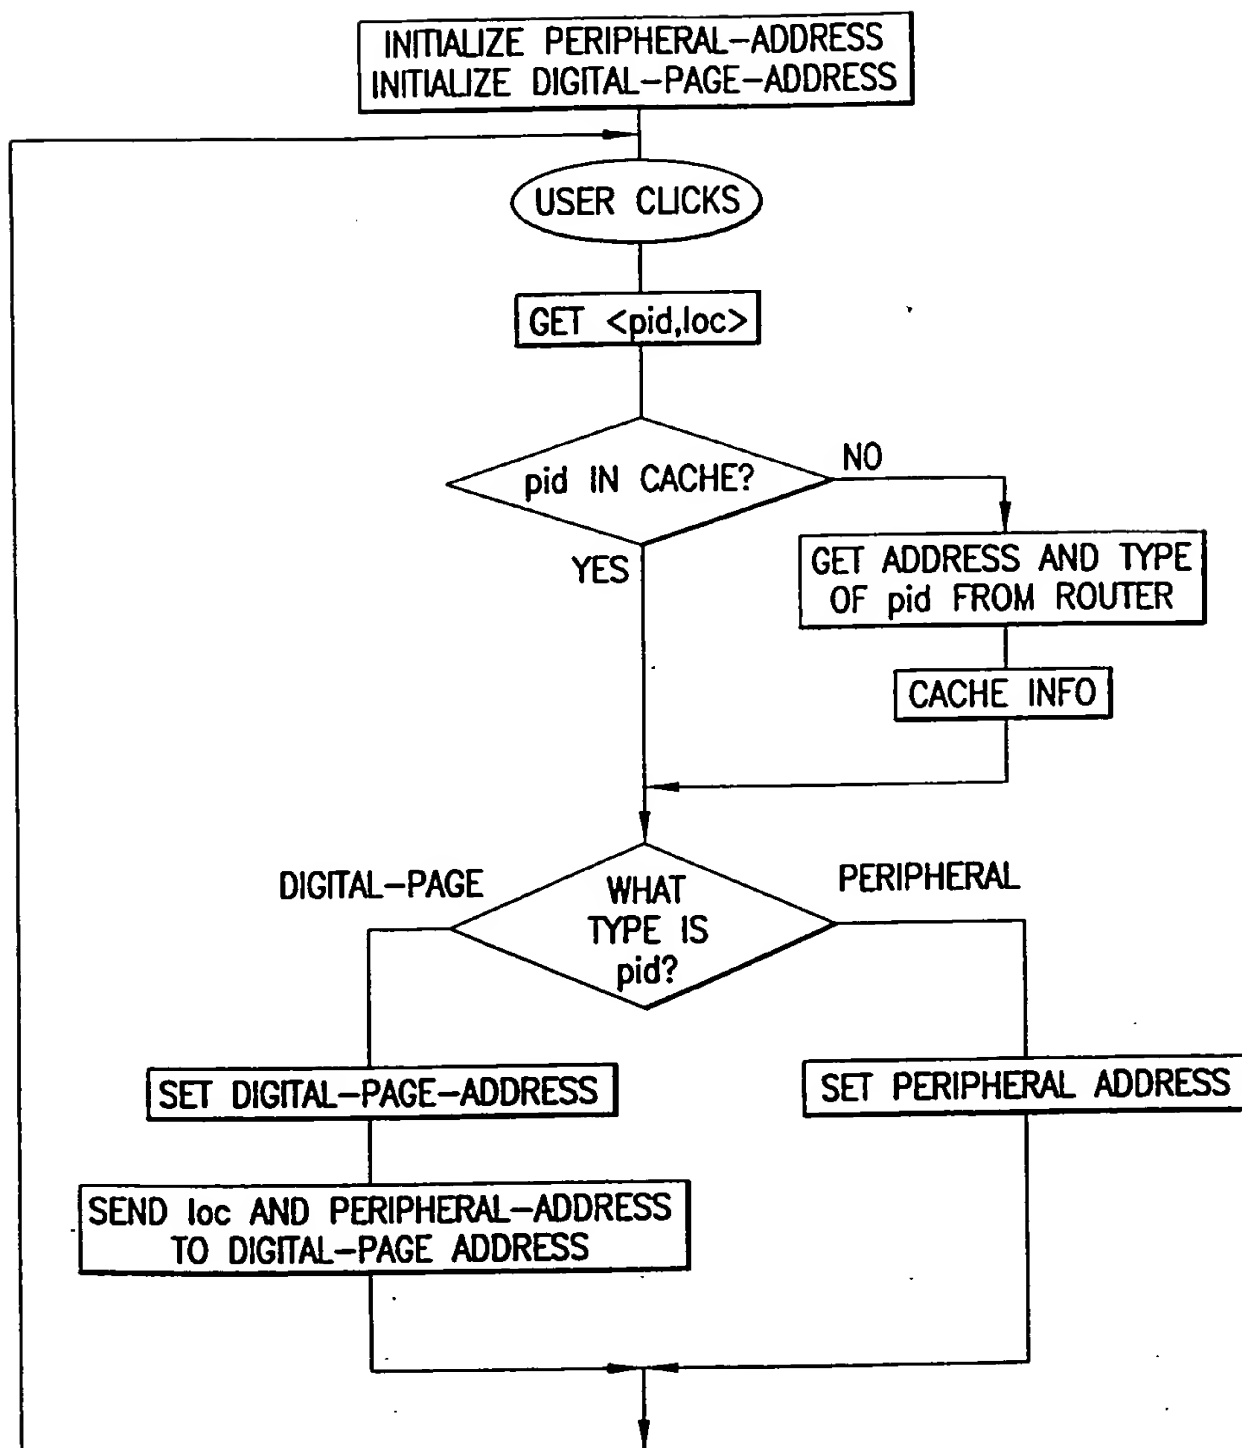 INITIALIZE PERIPHERAL-ADDRESS
INITIALIZE DIGITAL-PAGE-ADDRESS
USER CLICKS
GET <pid,loc>
pid IN CACHE?
NO
YES
GET ADDRESS AND TYPE
OF pid FROM ROUTER
CACHE INFO
DIGITAL-PAGE
WHAT
TYPE IS
pid?
PERIPHERAL
SET DIGITAL-PAGE-ADDRESS
SET PERIPHERAL ADDRESS
SEND loc AND PERIPHERAL-ADDRESS
TO DIGITAL-PAGE ADDRESS